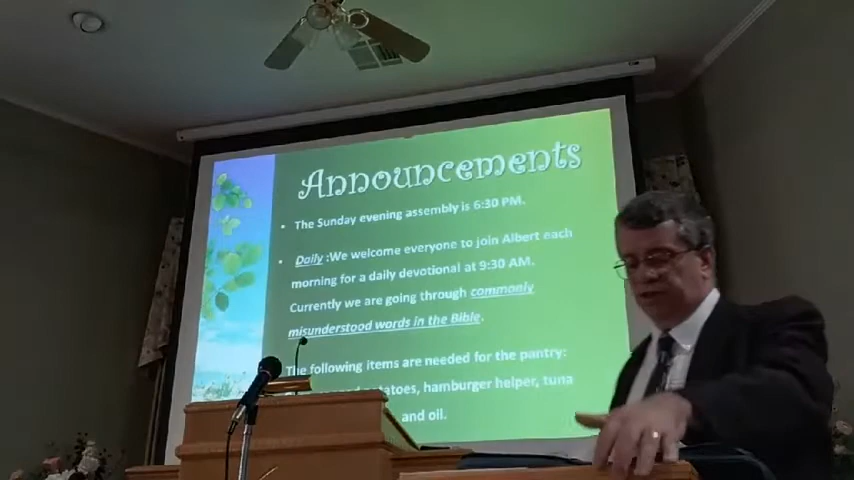 Announcements
• The Sunday evening assembly is 6:30 PM.
• Daily :We welcome everyone to join Albert each
morning for a daily devotional at 9:30 AM.
Currently, we are going through commonly
misunderstood words in the Bible.
The following items are needed for the Pantry:
hamburger helper, tuna
and oil.